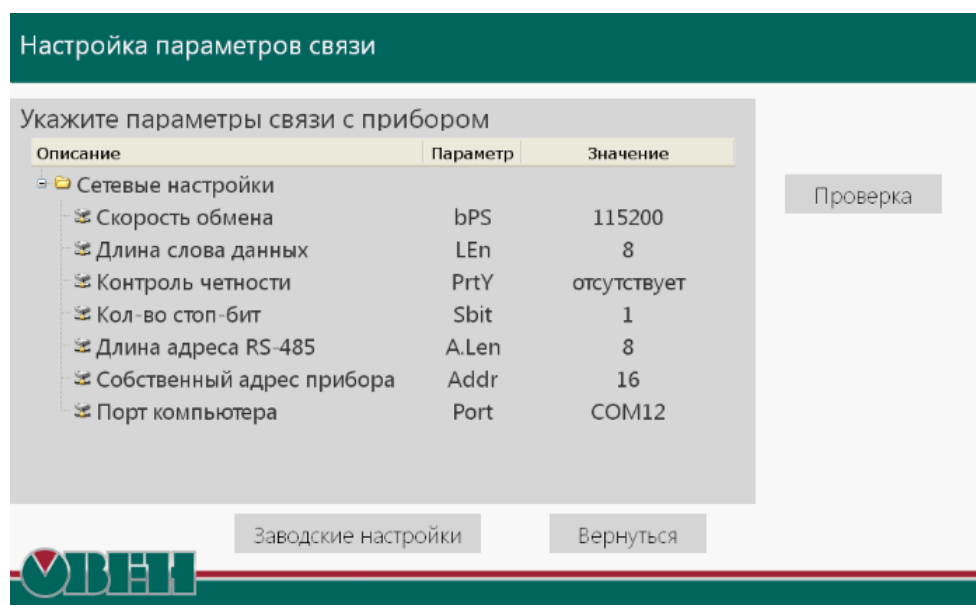 Настройка параметров связи
Укажите параметры связи с прибором
Описание Параметр Значение
Сетевые настройки
Скорость обмена bPS 115200
Длина слова данных LEn 8
Контроль четности PrtY отсутствует
Кол-во стоп-бит Sbit 1
Длина адреса RS-485 A.Len 8
Собственный адрес прибора Addr 16
Порт компьютера Port COM12
Проверка
Заводские настройки Вернуться
ОВЕН